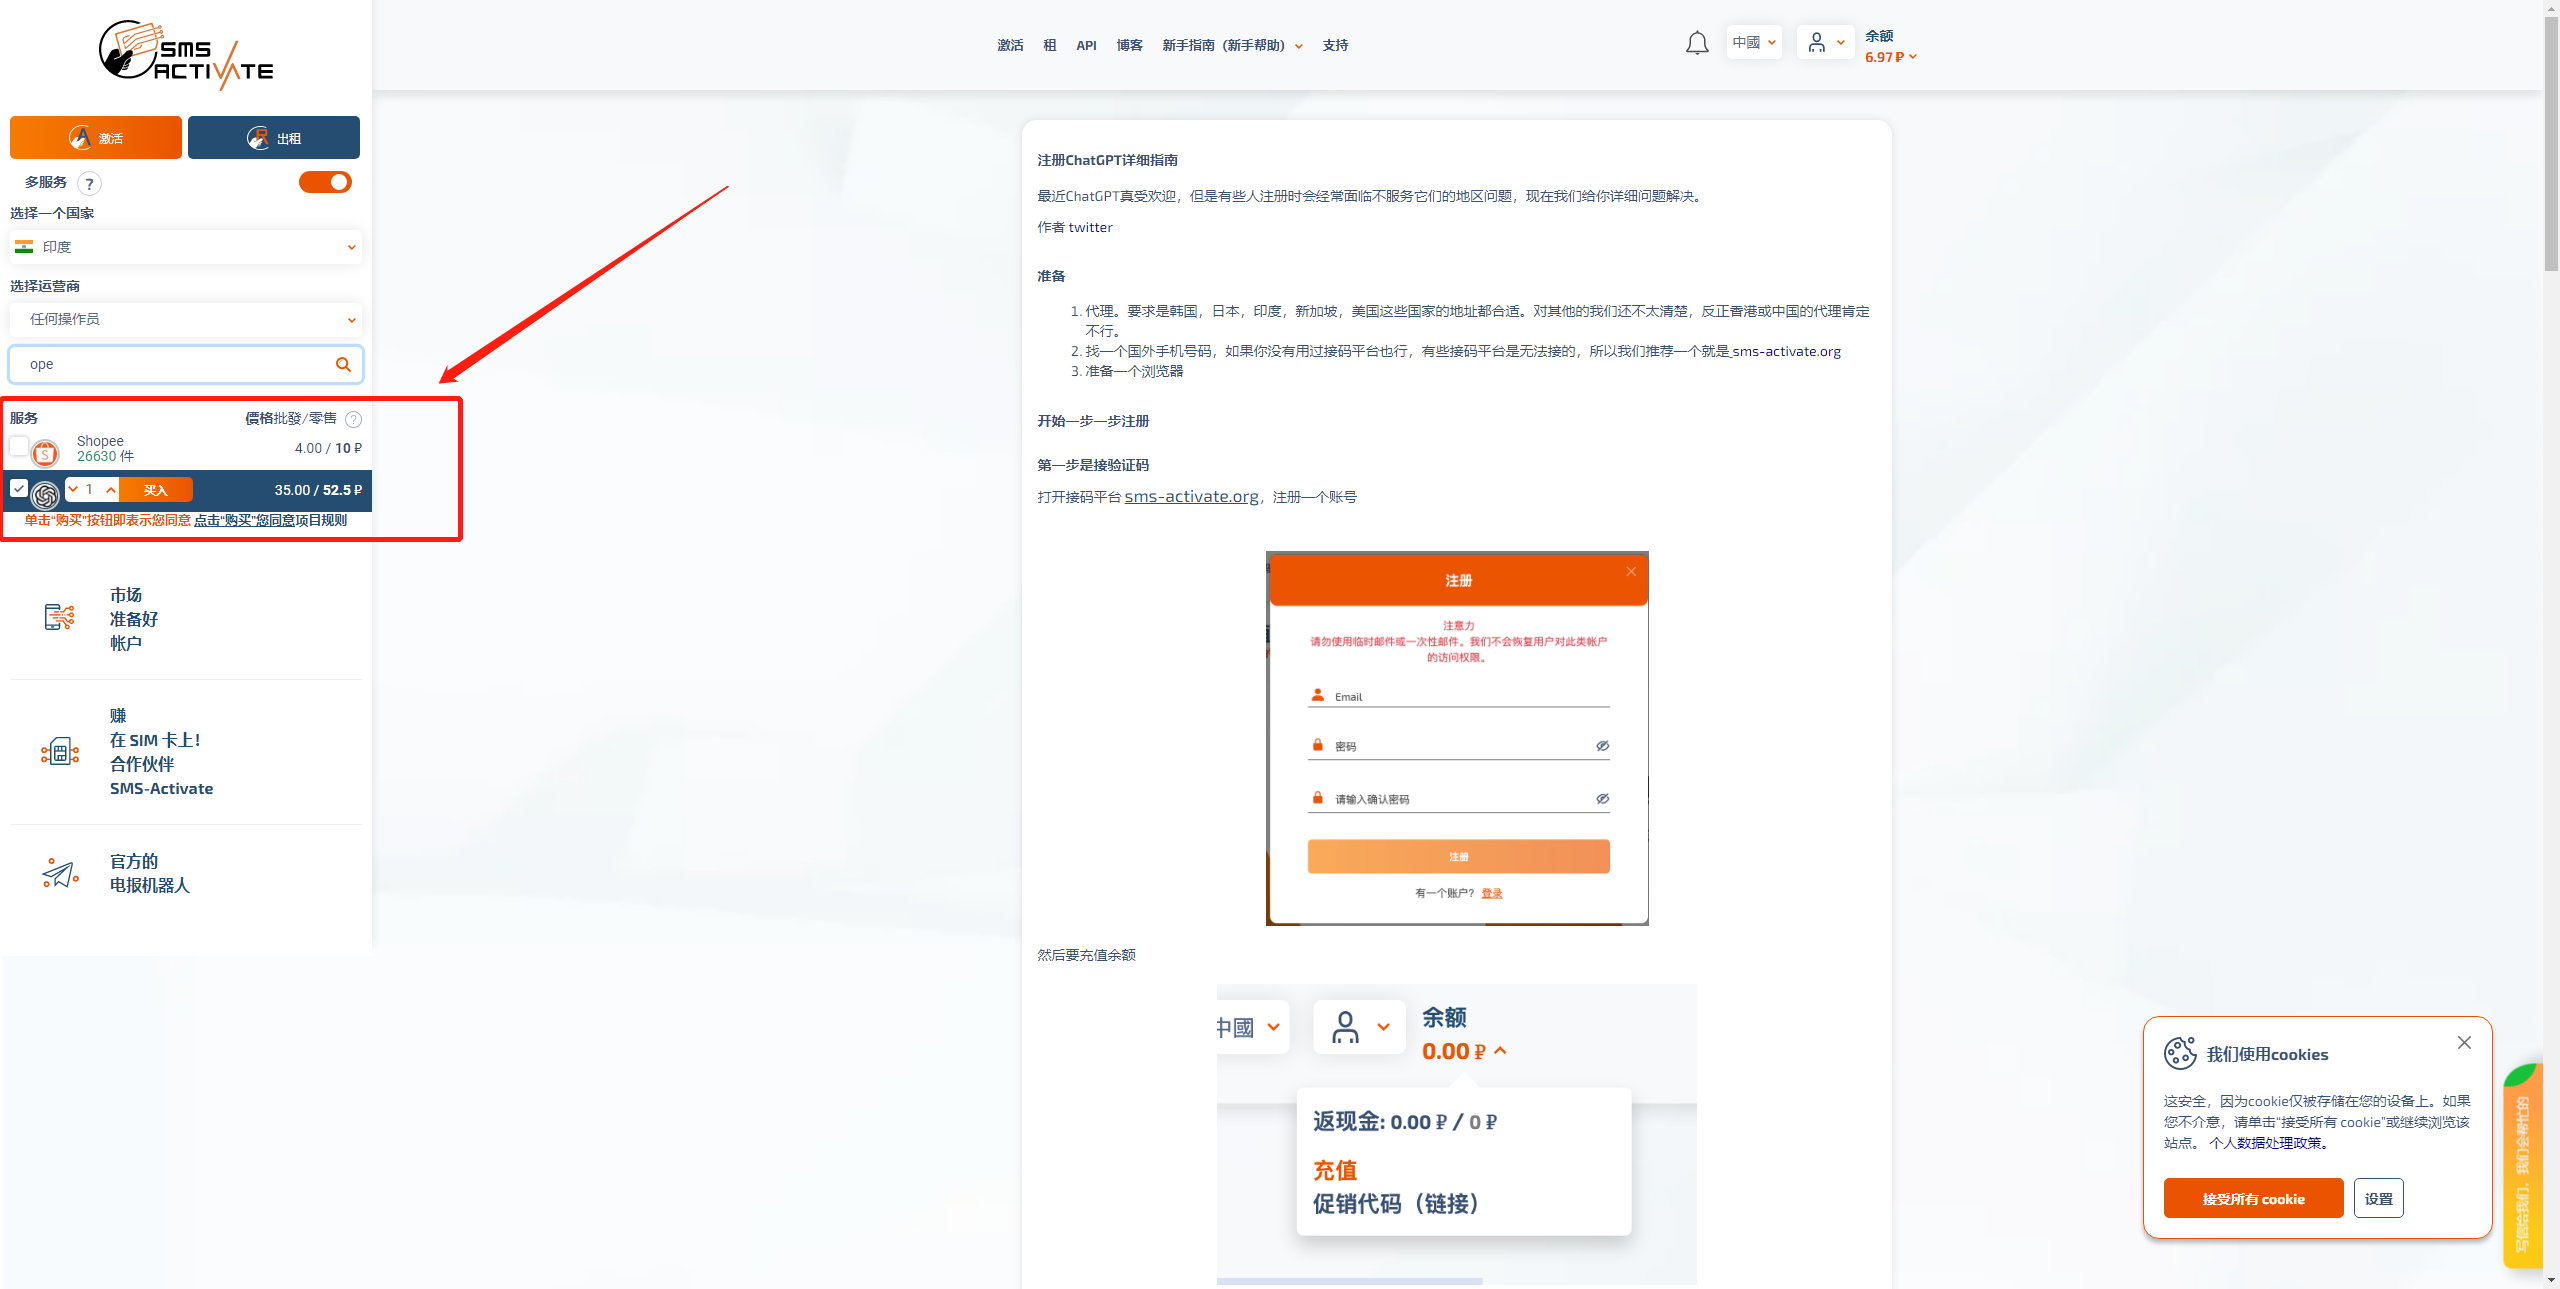 SMS
ACTIVATE
激活
租
API
博客
新手指南（新手帮助）
支持
中國
余额
6.97 ₽
激活
出租
多服务 ?
选择一个国家
印度
选择运营商
任何操作员
ope
服务 價格批發/零售 ?
Shopee
26630 件
4.00 / 10 ₽
1
买入
35.00 / 52.5 ₽
单击“购买”按钮即表示您同意 点击“购买”您同意项目规则
市场
准备好
帐户
赚
在 SIM 卡上！
合作伙伴
SMS-Activate
官方的
电报机器人
注册ChatGPT详细指南
最近ChatGPT真受欢迎，但是有些人注册时会经常面临不服务它们的地区问题，现在我们给你详细问题解决。
作者 twitter
准备
1. 代理。要求是韩国，日本，印度，新加坡，美国这些国家的地址都合适。对其他的我们还不太清楚，反正香港或中国的代理肯定
不行。
2. 找一个国外手机号码，如果你没有用过接码平台也行，有些接码平台是无法接的，所以我们推荐一个就是 sms-activate.org
3. 准备一个浏览器
开始一步一步注册
第一步是接验证码
打开接码平台 sms-activate.org，注册一个账号
注册
注意力
请勿使用临时邮件或一次性邮件。我们不会恢复用户对此类帐户
的访问权限。
Email
密码
请输入确认密码
注册
有一个账户？ 登录
然后要充值余额
中國
余额
0.00 ₽
返现金: 0.00 ₽ / 0 ₽
充值
促销代码（链接）
我们使用cookies
这安全，因为cookie仅被存储在您的设备上。如果
您不介意，请单击“接受所有 cookie”或继续浏览该
站点。 个人数据处理政策。
接受所有 cookie
设置
写信给我们，我们会帮忙的